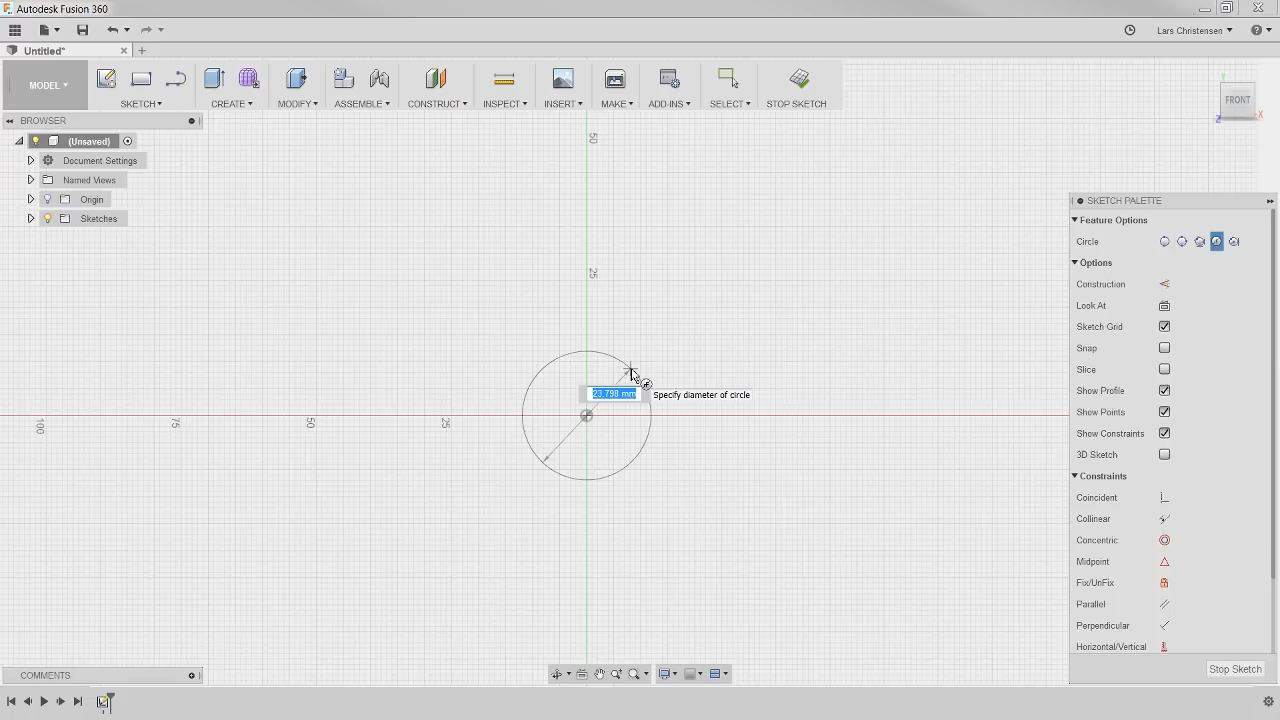 Autodesk Fusion 360
Lars Christensen
Untitled*
MODEL
SKETCH
CREATE
MODIFY
ASSEMBLE
CONSTRUCT
INSPECT
INSERT
MAKE
ADD-INS
SELECT
STOP SKETCH
FRONT
Y
X
Z
BROWSER
(Unsaved)
Document Settings
Named Views
Origin
Sketches
50
25
100
75
50
25
23.798 mm
Specify diameter of circle
SKETCH PALETTE
Feature Options
Circle
Options
Construction
Look At
Sketch Grid
Snap
Slice
Show Profile
Show Points
Show Constraints
3D Sketch
Constraints
Coincident
Collinear
Concentric
Midpoint
Fix/UnFix
Parallel
Perpendicular
Horizontal/Vertical
Stop Sketch
COMMENTS